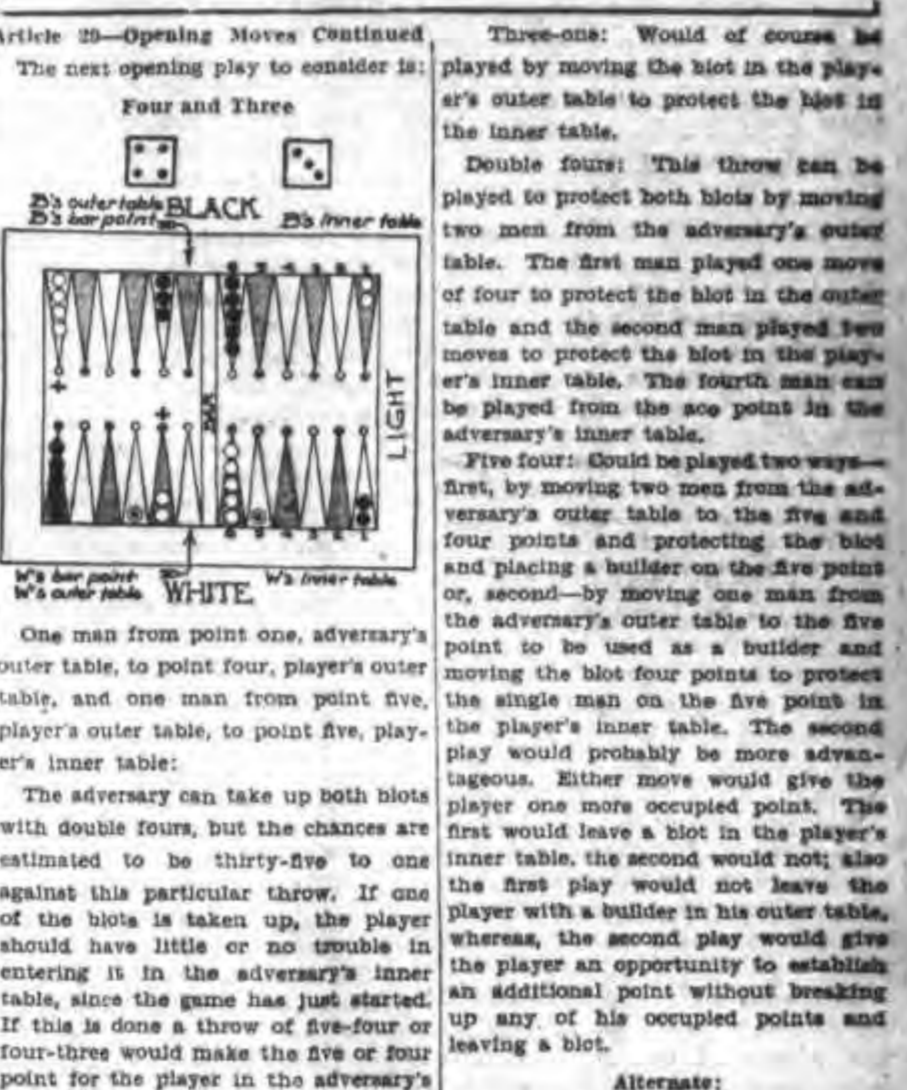 Article 29—Opening Moves Continued
The next opening play to consider is:
Four and Three
B's outer table BLACK
B's bar point
B's inner table
BAR
LIGHT
W's bar point
W's outer table WHITE
W's inner table
One man from point one, adversary's
outer table, to point four, player's outer
table, and one man from point five,
player's outer table, to point five, play-
er's inner table:
The adversary can take up both blots
with double fours, but the chances are
estimated to be thirty-five to one
against this particular throw. If one
of the blots is taken up, the player
should have little or no trouble in
entering it in the adversary's inner
table, since the game has just started.
If this is done a throw of five-four or
four-three would make the five or four
point for the player in the adversary's
Three-one: Would of course be
played by moving the blot in the play-
er's outer table to protect the blot in
the inner table.
Double fours: This throw can be
played to protect both blots by moving
two men from the adversary's outer
table. The first man played one move
of four to protect the blot in the outer
table and the second man played two
moves to protect the blot in the play-
er's inner table. The fourth man can
be played from the ace point in the
adversary's inner table.
Five four: Could be played two ways—
first, by moving two men from the ad-
versary's outer table to the five and
four points and protecting the blot
and placing a builder on the five point
or, second—by moving one man from
the adversary's outer table to the five
point to be used as a builder and
moving the blot four points to protect
the single man on the five point in
the player's inner table. The second
play would probably be more advan-
tageous. Either move would give the
player one more occupied point. The
first would leave a blot in the player's
inner table, the second would not; also
the first play would not leave the
player with a builder in his outer table,
whereas, the second play would give
the player an opportunity to establish
an additional point without breaking
up any of his occupied points and
leaving a blot.
Alternate: